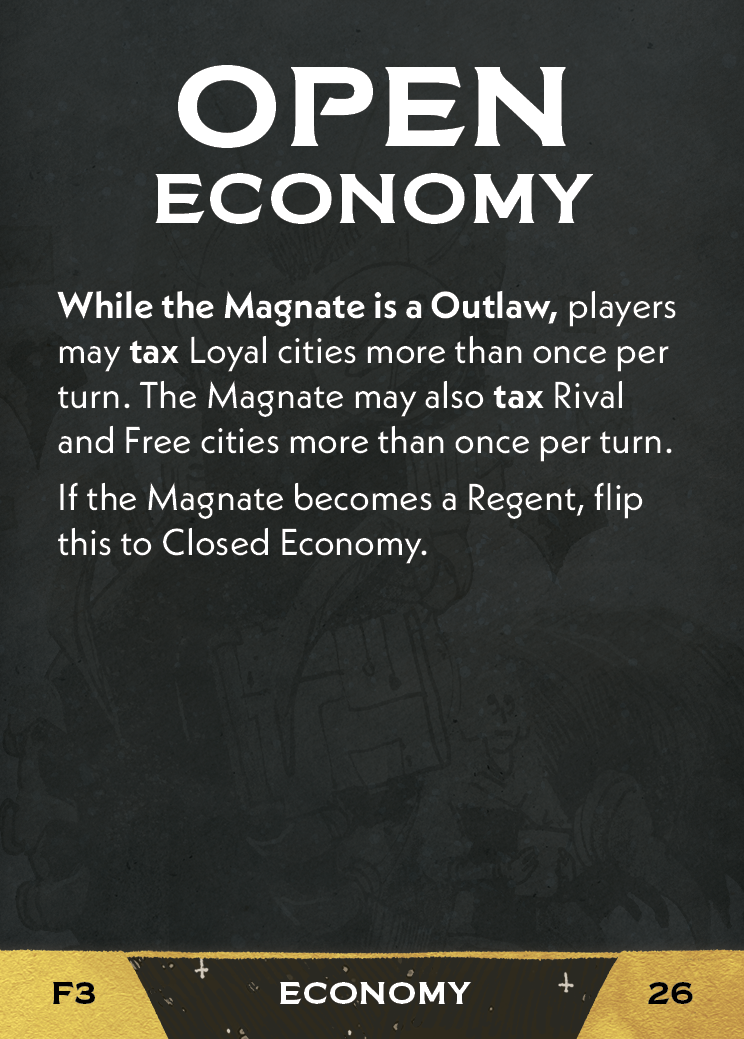 OPEN
ECONOMY
While the Magnate is a Outlaw, players
may tax Loyal cities more than once per
turn. The Magnate may also tax Rival
and Free cities more than once per turn.
If the Magnate becomes a Regent, flip
this to Closed Economy.
F3 ECONOMY 26